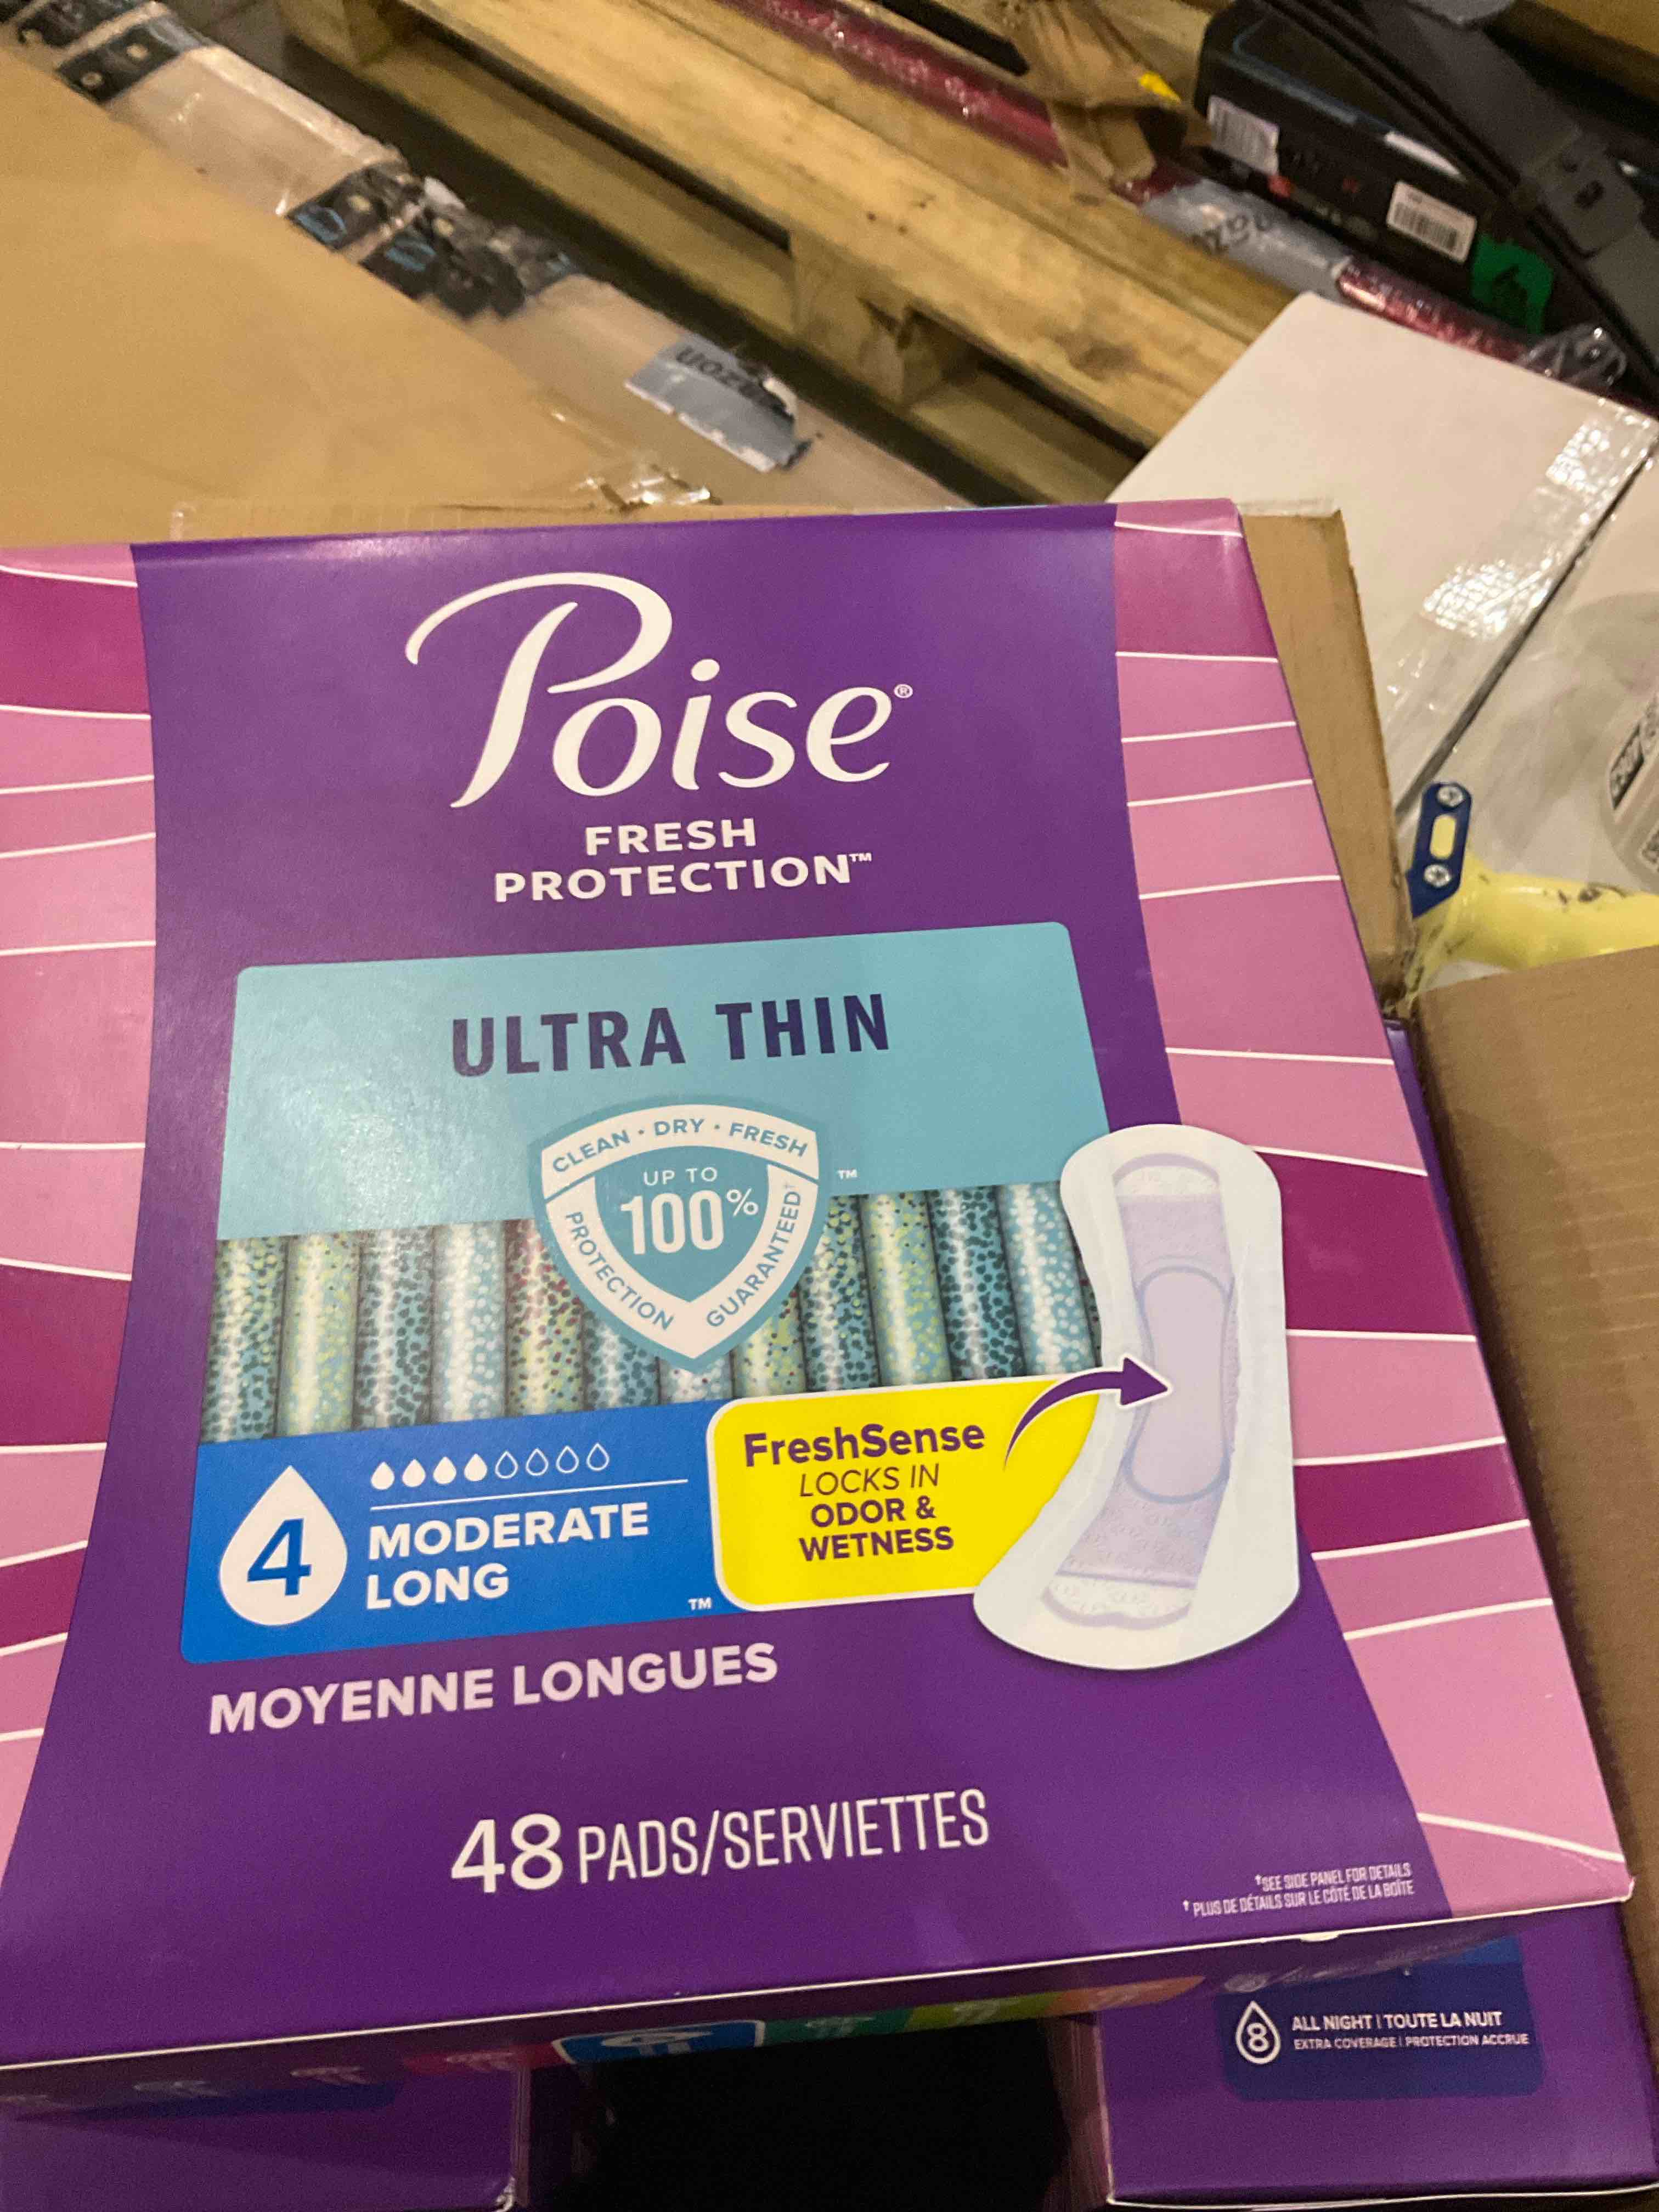 Poise®
FRESH
PROTECTION™
ULTRA THIN
CLEAN • DRY • FRESH
UP TO
100%
PROTECTION GUARANTEED†
™
FreshSense
LOCKS IN
ODOR &
WETNESS
4
MODERATE
LONG
™
MOYENNE LONGUES
48 PADS/SERVIETTES
†SEE SIDE PANEL FOR DETAILS
† PLUS DE DÉTAILS SUR LE CÔTÉ DE LA BOÎTE
8
ALL NIGHT | TOUTE LA NUIT
EXTRA COVERAGE | PROTECTION ACCRUE